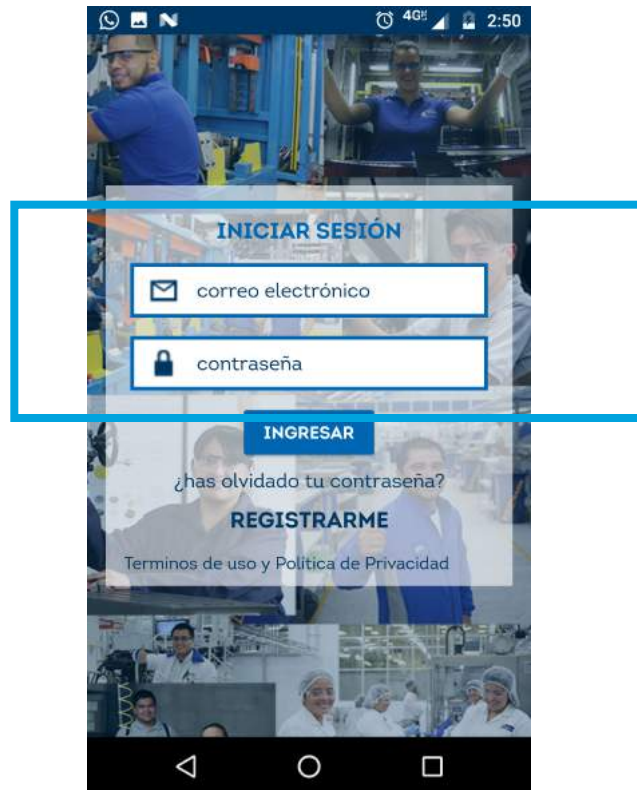 4G 2:50
INICIAR SESIÓN
correo electrónico
contraseña
INGRESAR
¿has olvidado tu contraseña?
REGISTRARME
Terminos de uso y Política de Privacidad